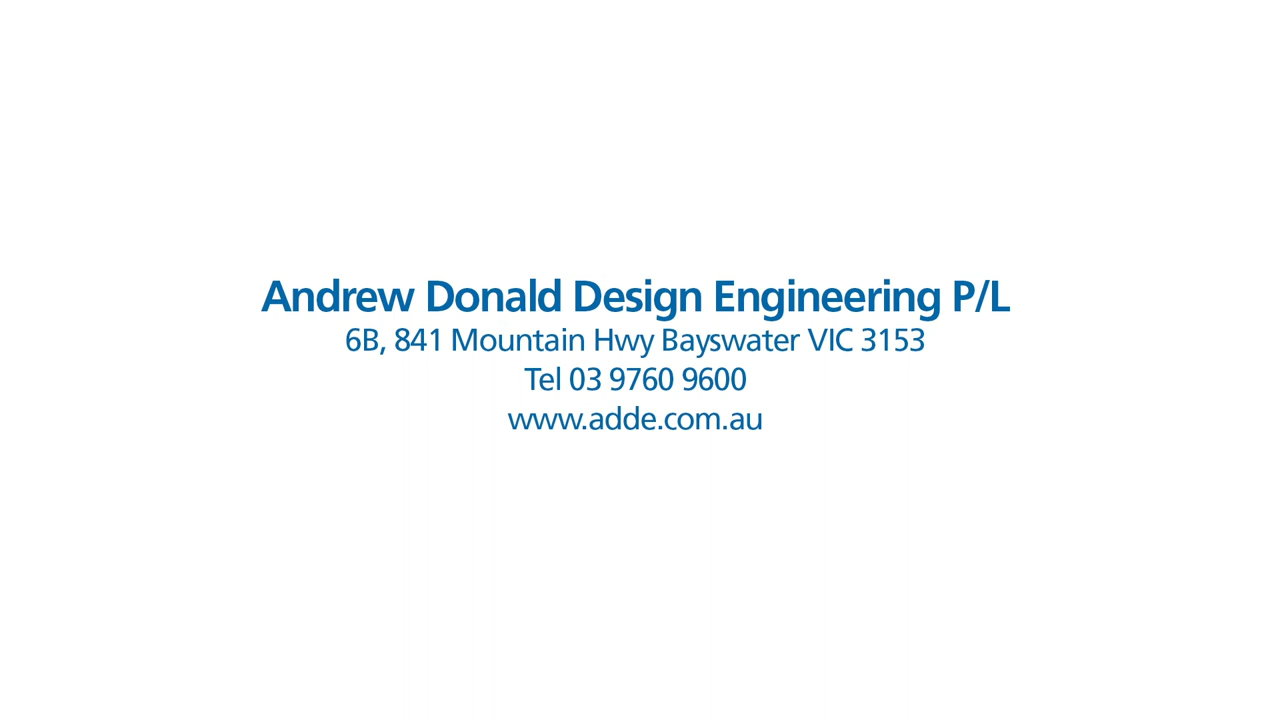 Andrew Donald Design Engineering P/L
6B, 841 Mountain Hwy Bayswater VIC 3153
Tel 03 9760 9600
www.adde.com.au